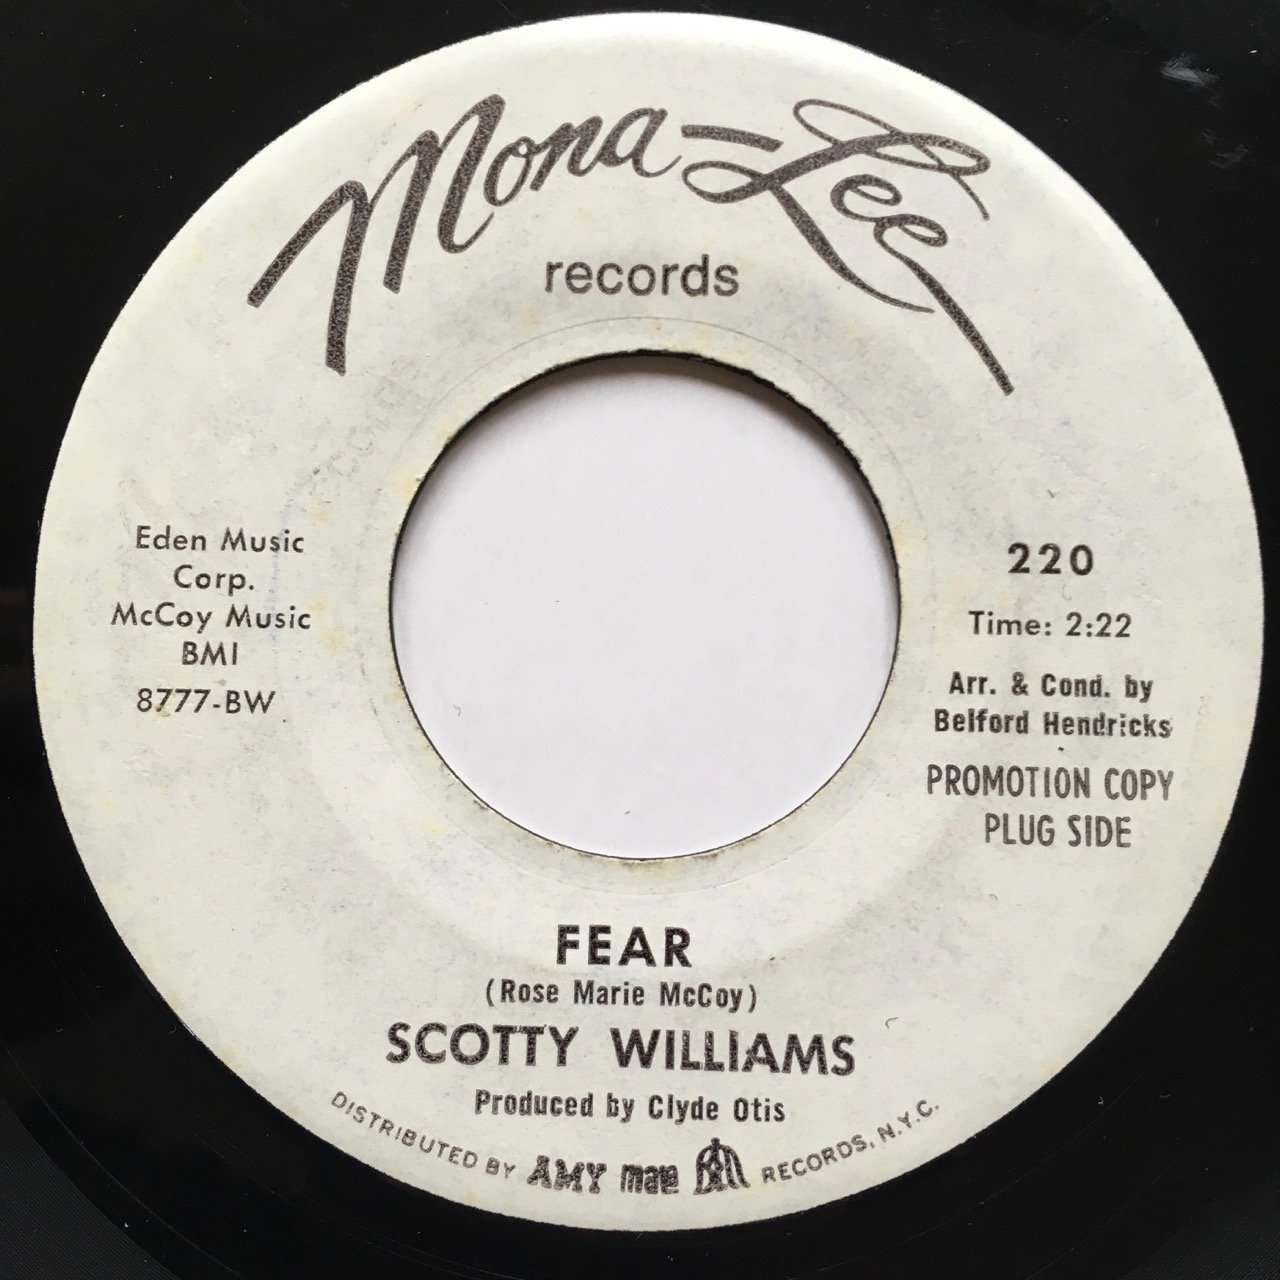 Mona-Lee
records
Eden Music
Corp.
McCoy Music
BMI
8777-BW
220
Time: 2:22
Arr. & Cond. by
Belford Hendricks
PROMOTION COPY
PLUG SIDE
FEAR
(Rose Marie McCoy)
SCOTTY WILLIAMS
Produced by Clyde Otis
DISTRIBUTED BY AMY mala BELL RECORDS, N.Y.C.